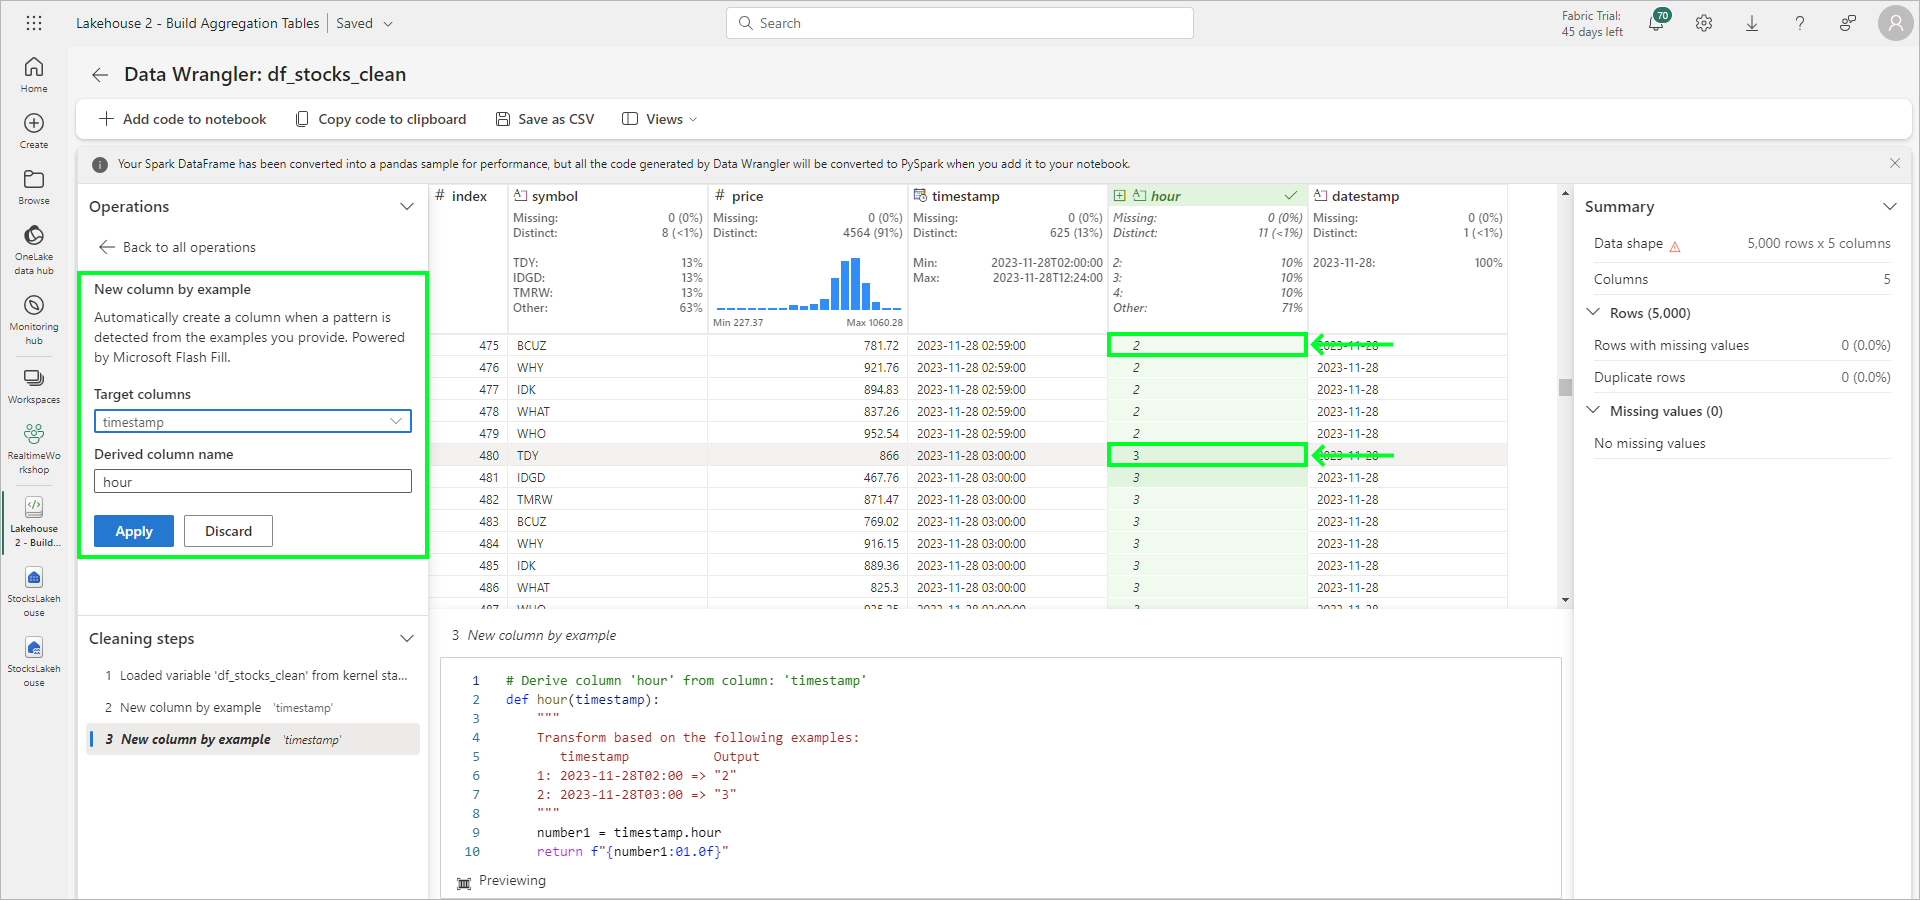 Lakehouse 2 - Build Aggregation Tables
Saved
Search
Fabric Trial:
45 days left
70
Home
Create
Browse
OneLake
data hub
Monitoring
hub
Workspaces
RealtimeWo
rkshop
Lakehouse
2 - Build...
StocksLakeh
ouse
StocksLakeh
ouse
Data Wrangler: df_stocks_clean
Add code to notebook
Copy code to clipboard
Save as CSV
Views
Your Spark DataFrame has been converted into a pandas sample for performance, but all the code generated by Data Wrangler will be converted to PySpark when you add it to your notebook.
Operations
Back to all operations
New column by example
Automatically create a column when a pattern is
detected from the examples you provide. Powered
by Microsoft Flash Fill.
Target columns
timestamp
Derived column name
hour
Apply
Discard
Cleaning steps
1 Loaded variable 'df_stocks_clean' from kernel sta...
2 New column by example 'timestamp'
3 New column by example 'timestamp'
# index
symbol
# price
timestamp
hour
datestamp
Missing: 0 (0%) Missing: 0 (0%) Missing: 0 (0%) Missing: 0 (0%) Missing: 0 (0%)
Distinct: 8 (<1%) Distinct: 4564 (91%) Distinct: 625 (13%) Distinct: 11 (<1%) Distinct: 1 (<1%)
TDY: 13% Min: 2023-11-28T02:00:00 2: 10% 2023-11-28: 100%
IDGD: 13% Max: 2023-11-28T12:24:00 3: 10%
TMRW: 13% 4: 10%
Other: 63% Other: 71%
Min 227.37 Max 1060.28
475 BCUZ 781.72 2023-11-28 02:59:00 2 2023-11-28
476 WHY 921.76 2023-11-28 02:59:00 2 2023-11-28
477 IDK 894.83 2023-11-28 02:59:00 2 2023-11-28
478 WHAT 837.26 2023-11-28 02:59:00 2 2023-11-28
479 WHO 952.54 2023-11-28 02:59:00 2 2023-11-28
480 TDY 866 2023-11-28 03:00:00 3 2023-11-28
481 IDGD 467.76 2023-11-28 03:00:00 3 2023-11-28
482 TMRW 871.47 2023-11-28 03:00:00 3 2023-11-28
483 BCUZ 769.02 2023-11-28 03:00:00 3 2023-11-28
484 WHY 916.15 2023-11-28 03:00:00 3 2023-11-28
485 IDK 889.36 2023-11-28 03:00:00 3 2023-11-28
486 WHAT 825.3 2023-11-28 03:00:00 3 2023-11-28
487 WHO 935.35 2023-11-28 03:00:00 3 2023-11-28
3 New column by example
1 # Derive column 'hour' from column: 'timestamp'
2 def hour(timestamp):
3 """
4 Transform based on the following examples:
5 timestamp Output
6 1: 2023-11-28T02:00 => "2"
7 2: 2023-11-28T03:00 => "3"
8 """
9 number1 = timestamp.hour
10 return f"{number1:01.0f}"
Previewing
Summary
Data shape 5,000 rows x 5 columns
Columns 5
Rows (5,000)
Rows with missing values 0 (0.0%)
Duplicate rows 0 (0.0%)
Missing values (0)
No missing values